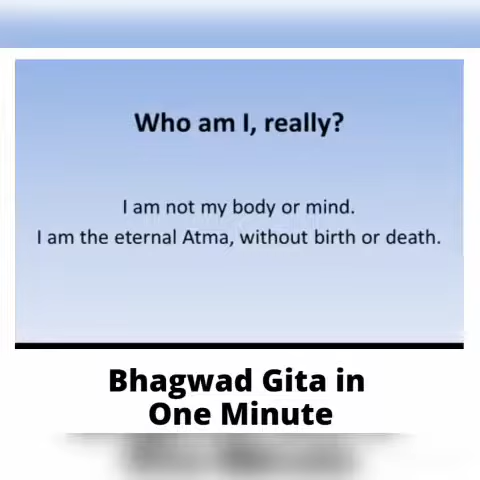 Who am I, really?
I am not my body or mind.
I am the eternal Atma, without birth or death.
Bhagwad Gita in
One Minute